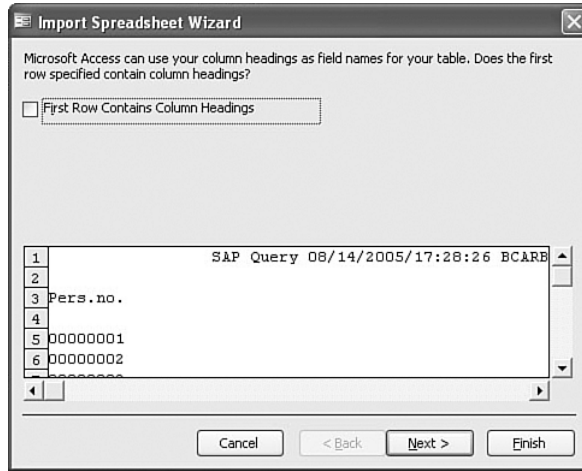 Import Spreadsheet Wizard
Microsoft Access can use your column headings as field names for your table. Does the first
row specified contain column headings?
First Row Contains Column Headings
1 SAP Query 08/14/2005/17:28:26 BCARB
2
3 Pers.no.
4
5 00000001
6 00000002
Cancel < Back Next > Finish